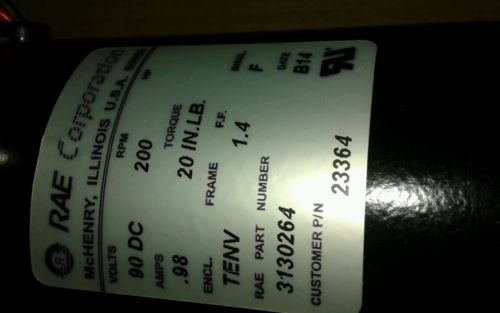 RAE Corporation
McHENRY, ILLINOIS U.S.A.
VOLTS RPM HP
90 DC 200
AMPS TORQUE INSUL
.98 20 IN.LB. F
ENCL. FRAME F.F. DATE
TENV 1.4 B14
RAE PART NUMBER
3130264
CUSTOMER P/N 23364